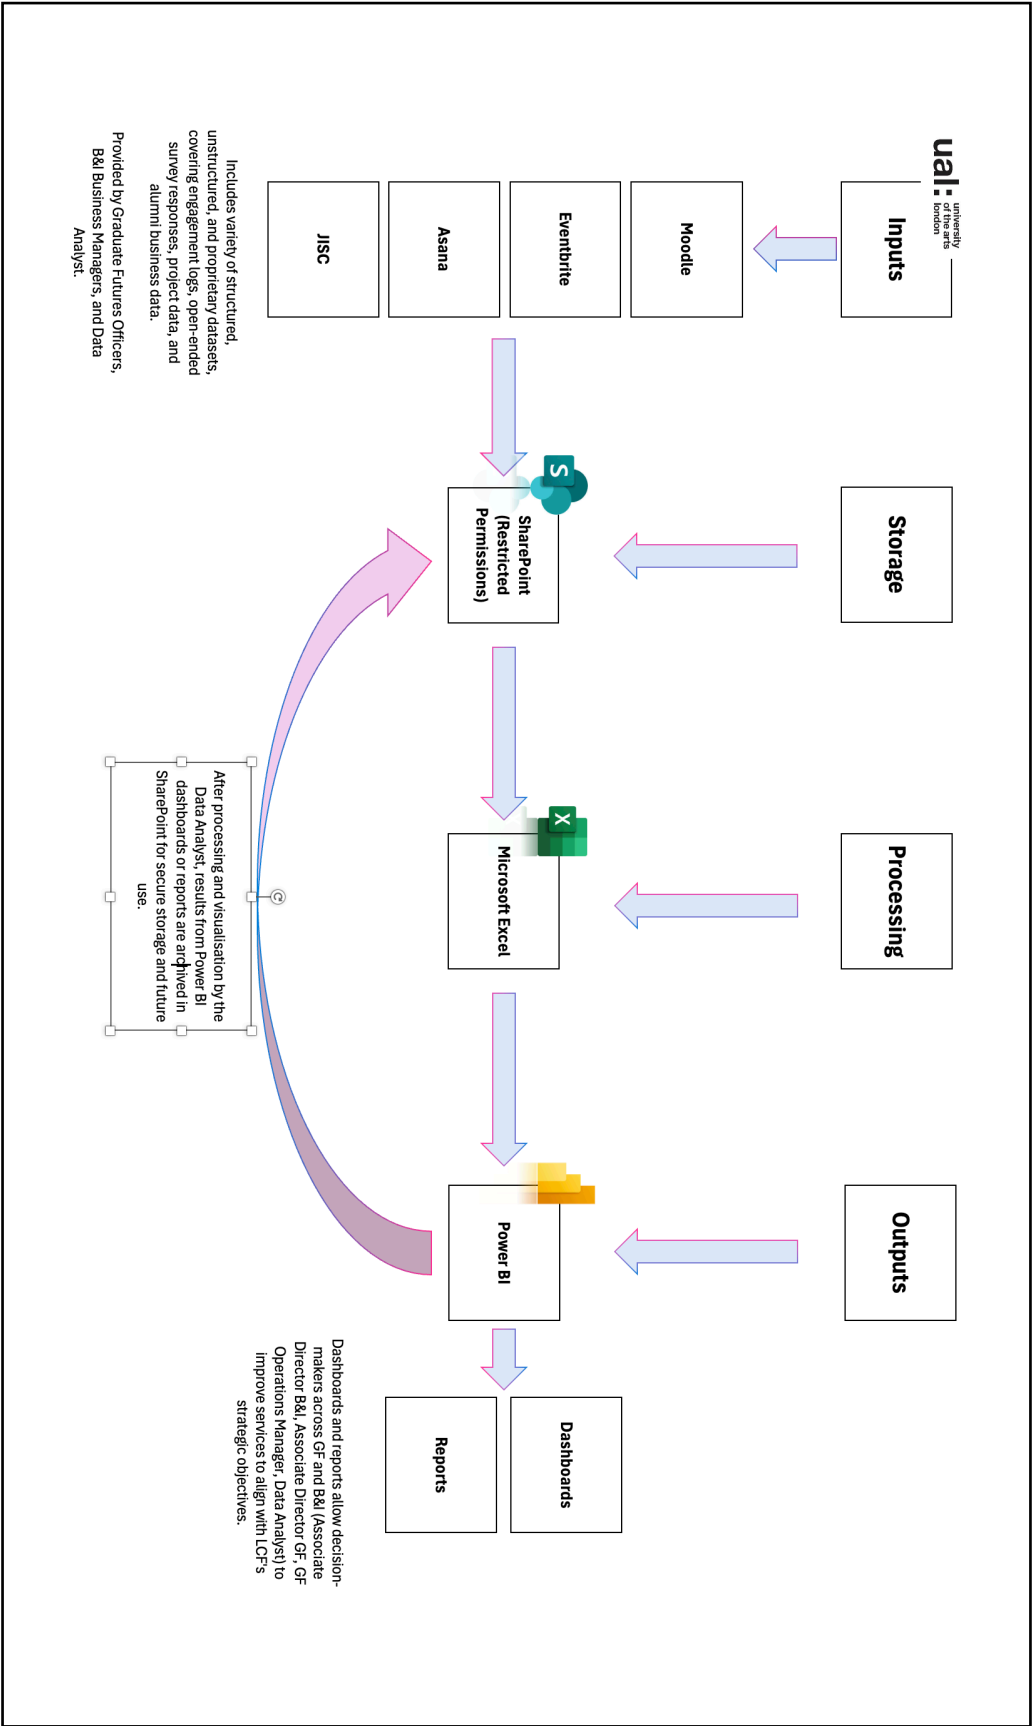 ual:
university
of the arts
london
Inputs
Storage
Processing
Outputs
Moodle
Eventbrite
Asana
JISC
S
SharePoint
(Restricted
Permissions)
X
Microsoft Excel
Power BI
Dashboards
Reports
Includes variety of structured,
unstructured, and proprietary datasets,
covering engagement logs, open-ended
survey responses, project data, and
alumni business data.
Provided by Graduate Futures Officers,
B&I Business Managers, and Data
Analyst.
After processing and visualisation by the
Data Analyst, results from Power BI
dashboards or reports are archived in
SharePoint for secure storage and future
use.
Dashboards and reports allow decision-
makers across GF and B&I (Associate
Director B&I, Associate Director GF, GF
Operations Manager, Data Analyst) to
improve services to align with LCF's
strategic objectives.